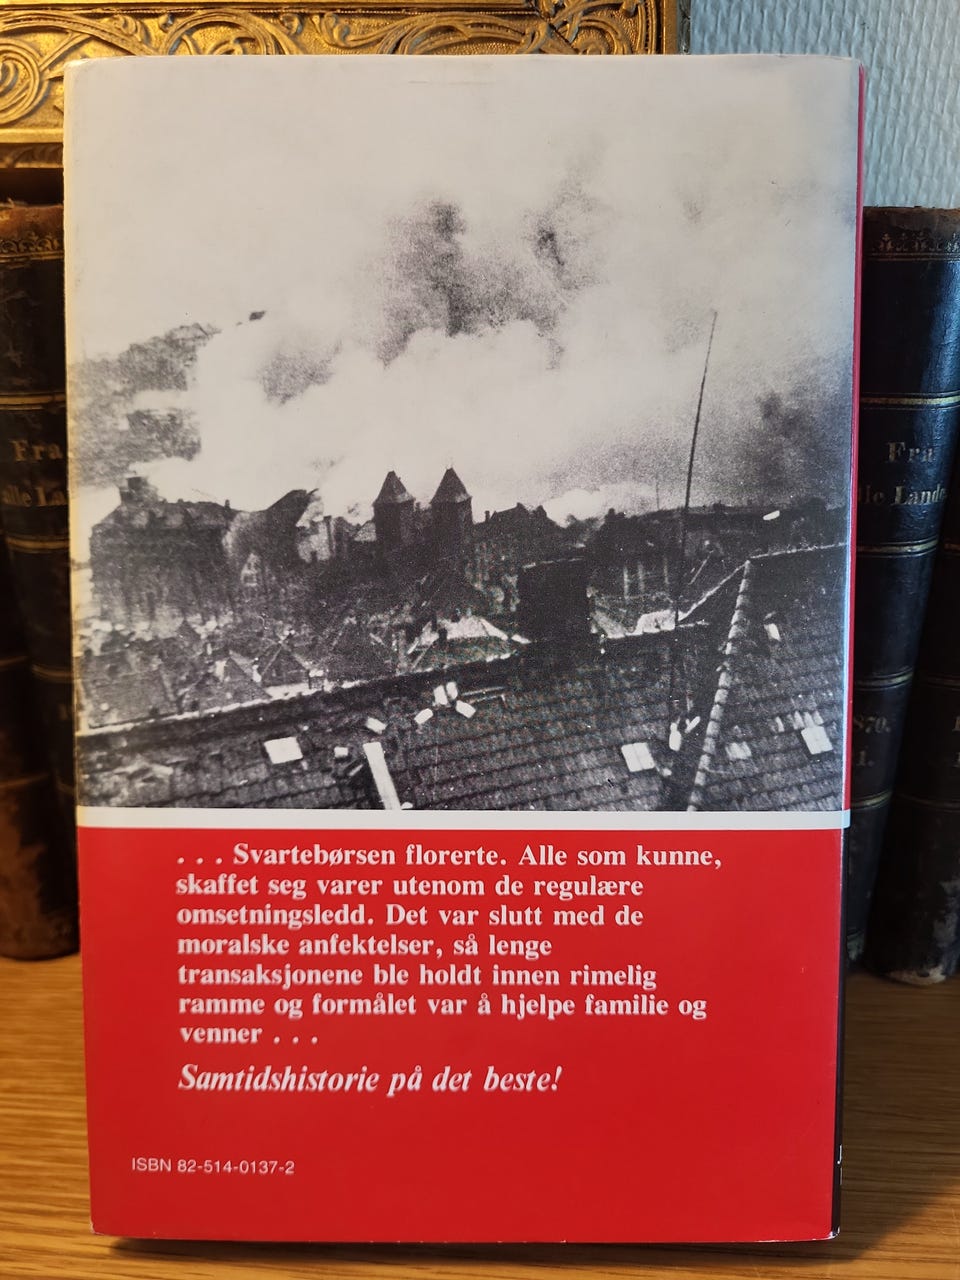 . . . Svartebørsen florerte. Alle som kunne,
skaffet seg varer utenom de regulære
omsetningsledd. Det var slutt med de
moralske anfektelser, så lenge
transaksjonene ble holdt innen rimelig
ramme og formålet var å hjelpe familie og
venner . . .
Samtidshistorie på det beste!
ISBN 82-514-0137-2
Fra
alle La
Fra
lle Lande
1870.
1.